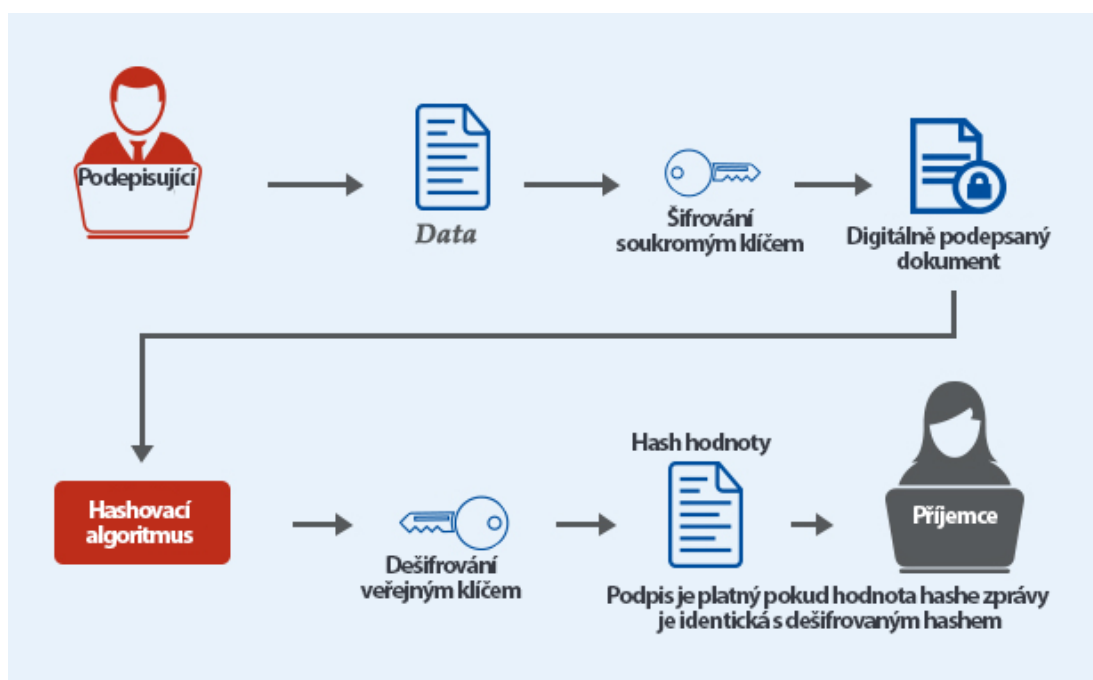 Podepisující
Data
Šifrování
soukromým klíčem
Digitálně podepsaný
dokument
Hashovací
algoritmus
Dešifrování
veřejným klíčem
Hash hodnoty
Příjemce
Podpis je platný pokud hodnota hashe zprávy
je identická s dešifrovaným hashem